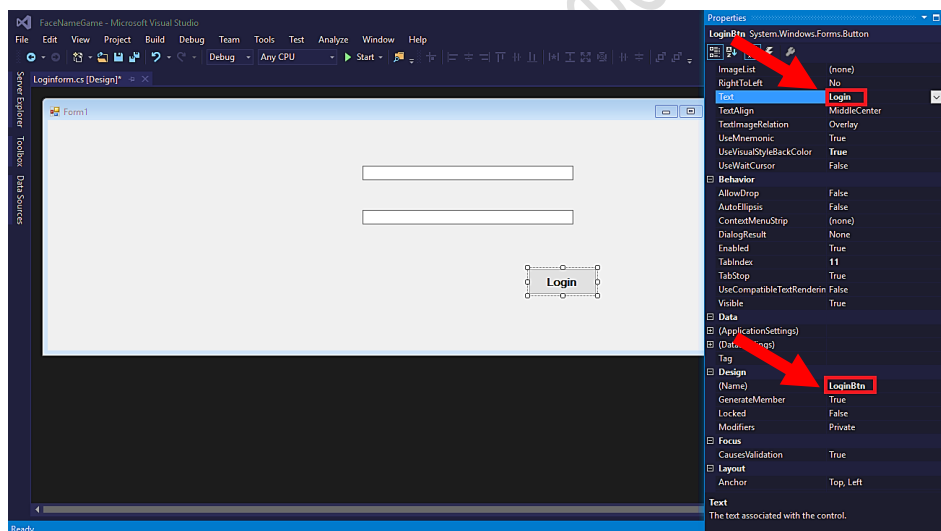 FaceNameGame - Microsoft Visual Studio
File Edit View Project Build Debug Team Tools Test Analyze Window Help
Debug Any CPU Start
Loginform.cs [Design]*
Server Explorer
Toolbox
Data Sources
Form1
Login
Ready
Properties
LoginBtn System.Windows.Forms.Button
ImageList (none)
RightToLeft No
Text Login
TextAlign MiddleCenter
TextImageRelation Overlay
UseMnemonic True
UseVisualStyleBackColor True
UseWaitCursor False
Behavior
AllowDrop False
AutoEllipsis False
ContextMenuStrip (none)
DialogResult None
Enabled True
TabIndex 11
TabStop True
UseCompatibleTextRenderin False
Visible True
Data
(ApplicationSettings)
(Data ings)
Tag
Design
(Name) LoginBtn
GenerateMember True
Locked False
Modifiers Private
Focus
CausesValidation True
Layout
Anchor Top, Left
Text
The text associated with the control.